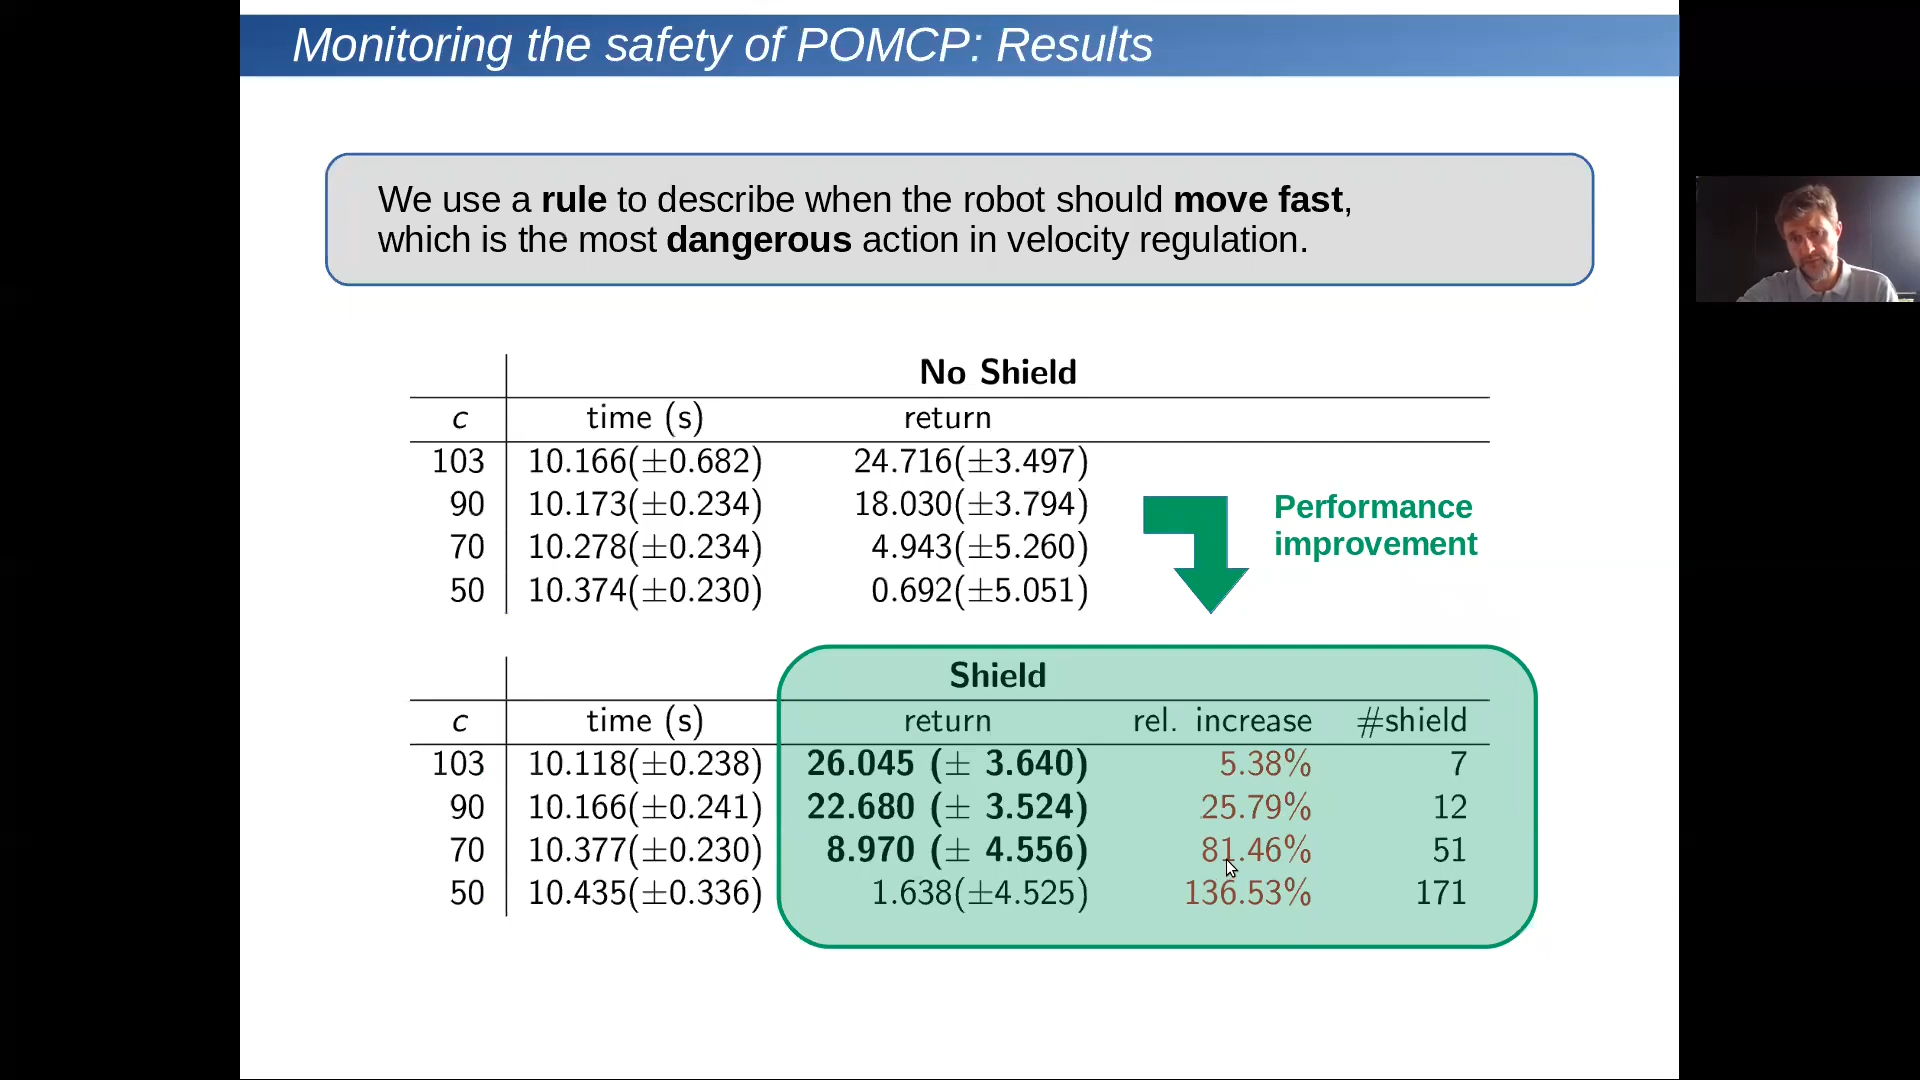 Monitoring the safety of POMCP: Results
We use a rule to describe when the robot should move fast,
which is the most dangerous action in velocity regulation.
No Shield
c time (s) return
103 10.166(±0.682) 24.716(±3.497)
90 10.173(±0.234) 18.030(±3.794)
70 10.278(±0.234) 4.943(±5.260)
50 10.374(±0.230) 0.692(±5.051)
Performance
improvement
Shield
c time (s) return rel. increase #shield
103 10.118(±0.238) 26.045 (± 3.640) 5.38% 7
90 10.166(±0.241) 22.680 (± 3.524) 25.79% 12
70 10.377(±0.230) 8.970 (± 4.556) 81.46% 51
50 10.435(±0.336) 1.638(±4.525) 136.53% 171